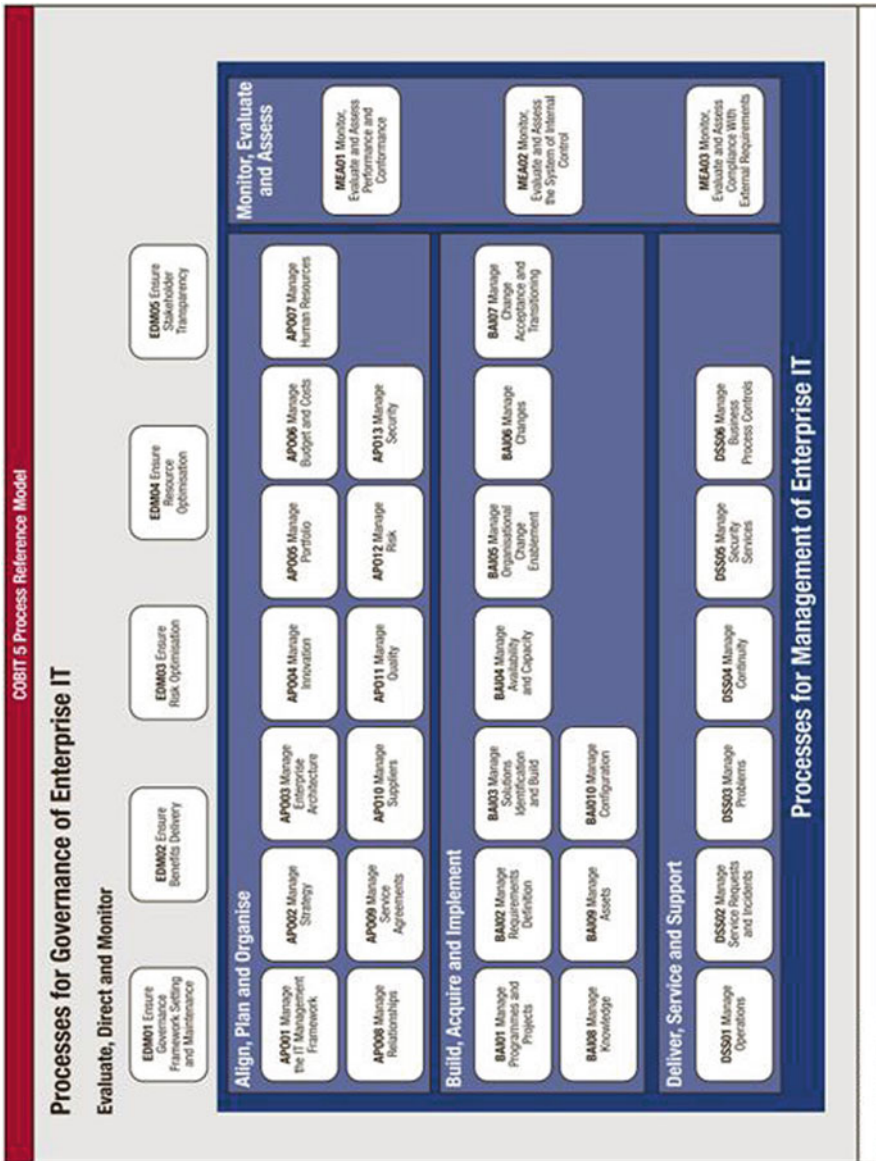 COBIT 5 Process Reference Model
Processes for Governance of Enterprise IT
Evaluate, Direct and Monitor
EDM01 Ensure
Governance
Framework Setting
and Maintenance
EDM02 Ensure
Benefits Delivery
EDM03 Ensure
Risk Optimisation
EDM04 Ensure
Resource
Optimisation
EDM05 Ensure
Stakeholder
Transparency
Align, Plan and Organise
APO01 Manage
the IT Management
Framework
APO02 Manage
Strategy
APO03 Manage
Enterprise
Architecture
APO04 Manage
Innovation
APO05 Manage
Portfolio
APO06 Manage
Budget and Costs
APO07 Manage
Human Resources
APO08 Manage
Relationships
APO09 Manage
Service
Agreements
APO10 Manage
Suppliers
APO11 Manage
Quality
APO12 Manage
Risk
APO13 Manage
Security
Build, Acquire and Implement
BAI01 Manage
Programmes and
Projects
BAI02 Manage
Requirements
Definition
BAI03 Manage
Solutions
Identification
and Build
BAI04 Manage
Availability
and Capacity
BAI05 Manage
Organisational
Change
Enablement
BAI06 Manage
Changes
BAI07 Manage
Change
Acceptance and
Transitioning
BAI08 Manage
Knowledge
BAI09 Manage
Assets
BAI010 Manage
Configuration
Deliver, Service and Support
DSS01 Manage
Operations
DSS02 Manage
Service Requests
and Incidents
DSS03 Manage
Problems
DSS04 Manage
Continuity
DSS05 Manage
Security
Services
DSS06 Manage
Business
Process Controls
Monitor, Evaluate
and Assess
MEA01 Monitor,
Evaluate and Assess
Performance and
Conformance
MEA02 Monitor,
Evaluate and Assess
the System of Internal
Control
MEA03 Monitor,
Evaluate and Assess
Compliance With
External Requirements
Processes for Management of Enterprise IT